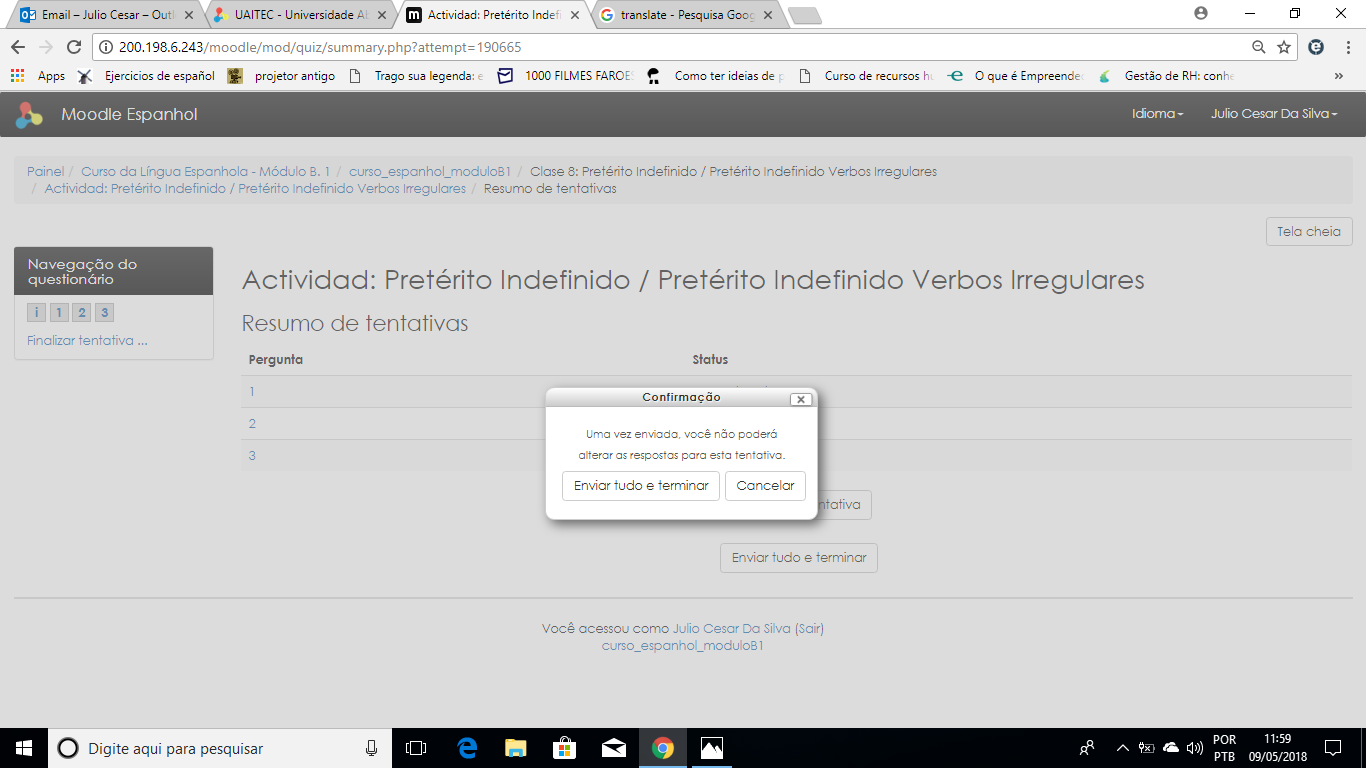 Email – Julio Cesar – Outl
UAITEC - Universidade Ab
Actividad: Pretérito Indefi
translate - Pesquisa Goog
200.198.6.243/moodle/mod/quiz/summary.php?attempt=190665
Apps
Ejercicios de español
projetor antigo
Trago sua legenda: e
1000 FILMES FAROES
Como ter ideias de p
Curso de recursos hu
O que é Empreended
Gestão de RH: conhe
»
Moodle Espanhol
Idioma
Julio Cesar Da Silva
Painel / Curso da Língua Espanhola - Módulo B. 1 / curso_espanhol_moduloB1 / Clase 8: Pretérito Indefinido / Pretérito Indefinido Verbos Irregulares
/ Actividad: Pretérito Indefinido / Pretérito Indefinido Verbos Irregulares / Resumo de tentativas
Tela cheia
Navegação do
questionário
i 1 2 3
Finalizar tentativa ...
Actividad: Pretérito Indefinido / Pretérito Indefinido Verbos Irregulares
Resumo de tentativas
Pergunta Status
1
2
3
Confirmação
Uma vez enviada, você não poderá
alterar as respostas para esta tentativa.
Enviar tudo e terminar Cancelar
ntativa
Enviar tudo e terminar
Você acessou como Julio Cesar Da Silva (Sair)
curso_espanhol_moduloB1
Digite aqui para pesquisar
POR
PTB
11:59
09/05/2018